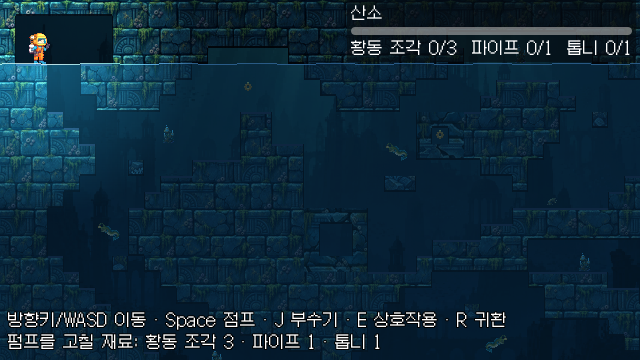 산소
황동 조각 0/3 파이프 0/1 톱니 0/1
방향키/WASD 이동 · Space 점프 · J 부수기 · E 상호작용 · R 귀환
펌프를 고칠 재료: 황동 조각 3 · 파이프 1 · 톱니 1